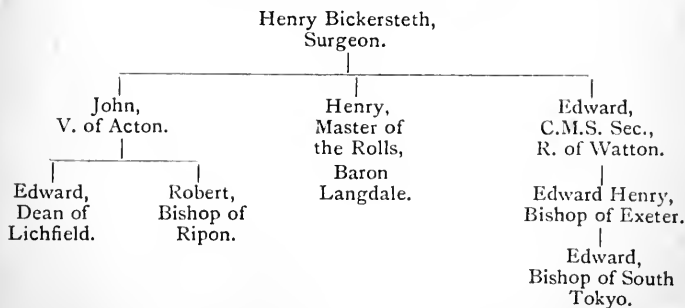 Henry Bickersteth,
Surgeon.
John,
V. of Acton.
Henry,
Master of
the Rolls,
Baron
Langdale.
Edward,
C.M.S. Sec.,
R. of Watton.
Edward,
Dean of
Lichfield.
Robert,
Bishop of
Ripon.
Edward Henry,
Bishop of Exeter.
Edward,
Bishop of South
Tokyo.